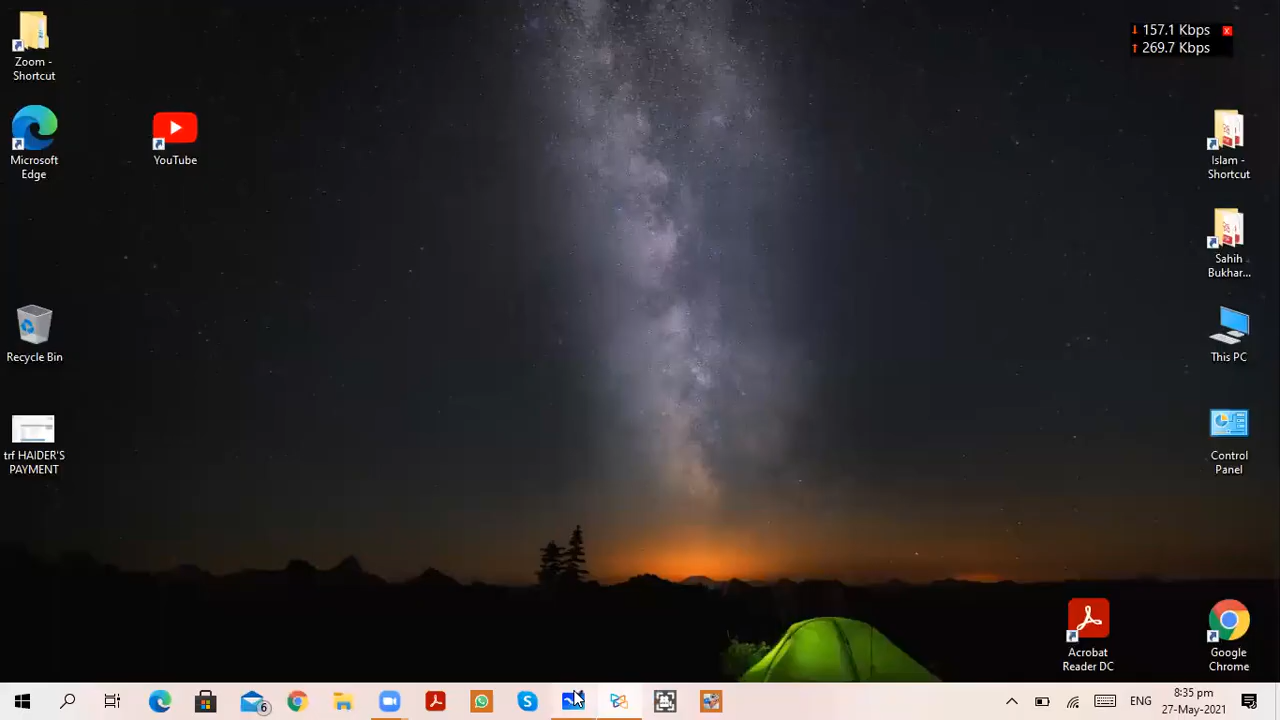 157.1 Kbps
269.7 Kbps
Zoom -
Shortcut
Microsoft
Edge
YouTube
Islam -
Shortcut
Sahih
Bukhar...
Recycle Bin
This PC
trf HAIDER'S
PAYMENT
Control
Panel
Acrobat
Reader DC
Google
Chrome
6
ENG
8:35 pm
27-May-2021